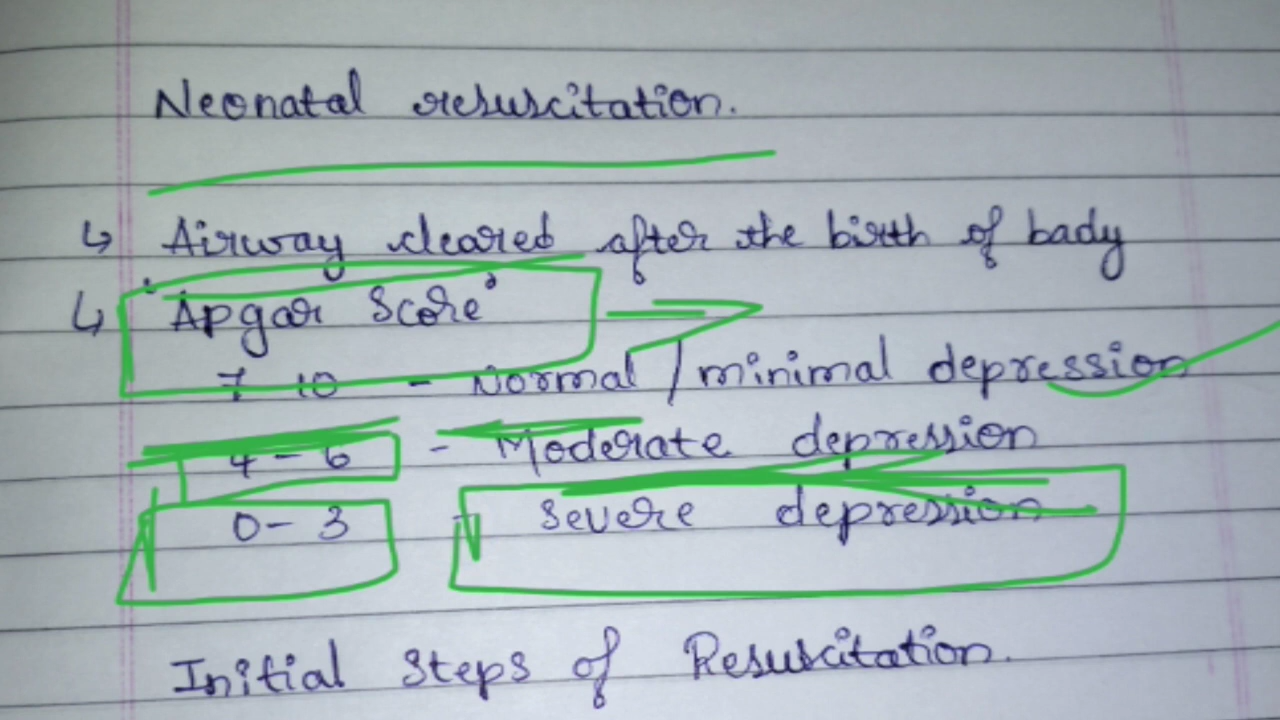 Neonatal resuscitation.
↳ Airway cleared after the birth of bady
↳ 'Apgar Score'
7 10 - Normal / minimal depression
4 - 6 - Moderate depression
0 - 3 - Severe depression
Initial Steps of Resuscitation.